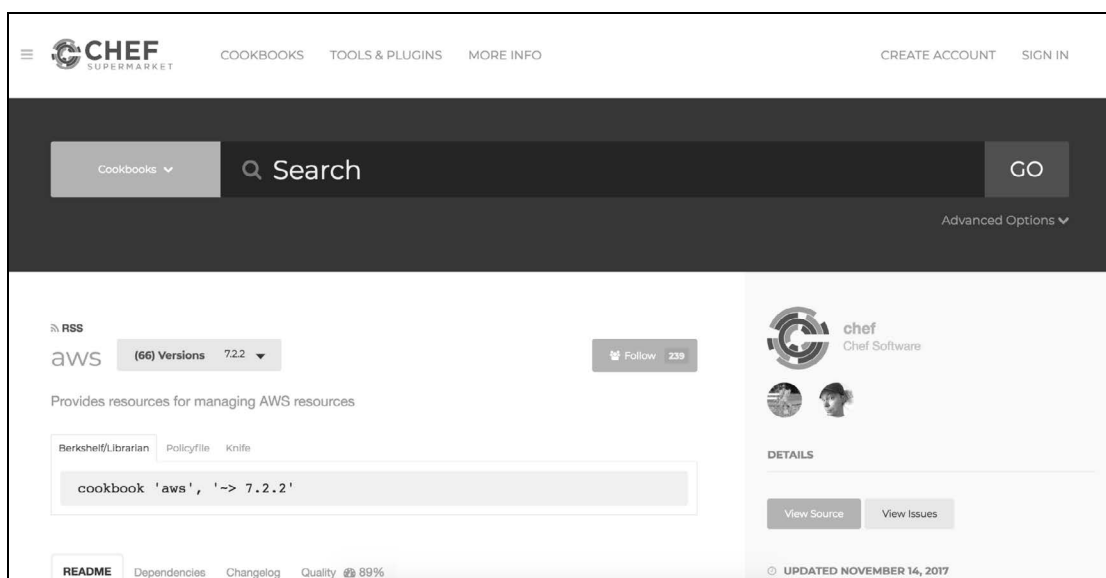 CHEF
SUPERMARKET
COOKBOOKS TOOLS & PLUGINS MORE INFO CREATE ACCOUNT SIGN IN
Cookbooks Search GO
Advanced Options
RSS
aws (66) Versions 7.2.2 Follow 239
Provides resources for managing AWS resources
Berkshelf/Librarian Policyfile Knife
cookbook 'aws', '~> 7.2.2'
README Dependencies Changelog Quality 89%
chef
Chef Software
DETAILS
View Source View Issues
UPDATED NOVEMBER 14, 2017